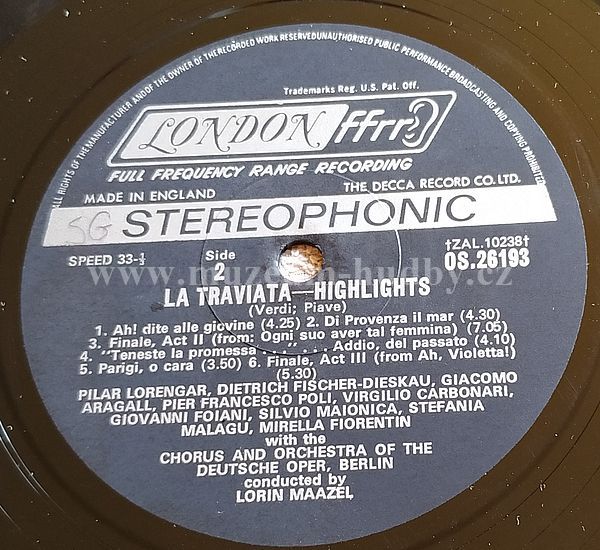 ALL RIGHTS OF THE MANUFACTURER AND OF THE OWNER OF THE RECORDED WORK RESERVED UNAUTHORISED PUBLIC PERFORMANCE BROADCASTING AND COPYING PROHIBITED
Trademarks Reg. U.S. Pat. Off.
LONDON ffrr
FULL FREQUENCY RANGE RECORDING
MADE IN ENGLAND THE DECCA RECORD CO. LTD.
SG STEREOPHONIC
SPEED 33-⅓ Side 2 †ZAL.10238†
OS.26193
www.muzeum-hudby.cz
LA TRAVIATA—HIGHLIGHTS
(Verdi; Piave)
1. Ah! dite alle giovine (4.25) 2. Di Provenza il mar (4.30)
3. Finale, Act II (from: Ogni suo aver tal femmina) (7.05)
4. "Teneste la promessa . . . . . . Addio, del passato (4.10)
5. Parigi, o cara (3.50) 6. Finale, Act III (from Ah, Violetta!)
(5.30)
PILAR LORENGAR, DIETRICH FISCHER-DIESKAU, GIACOMO
ARAGALL, PIER FRANCESCO POLI, VIRGILIO CARBONARI,
GIOVANNI FOIANI, SILVIO MAIONICA, STEFANIA
MALAGU, MIRELLA FIORENTIN
with the
CHORUS AND ORCHESTRA OF THE
DEUTSCHE OPER, BERLIN
conducted by
LORIN MAAZEL